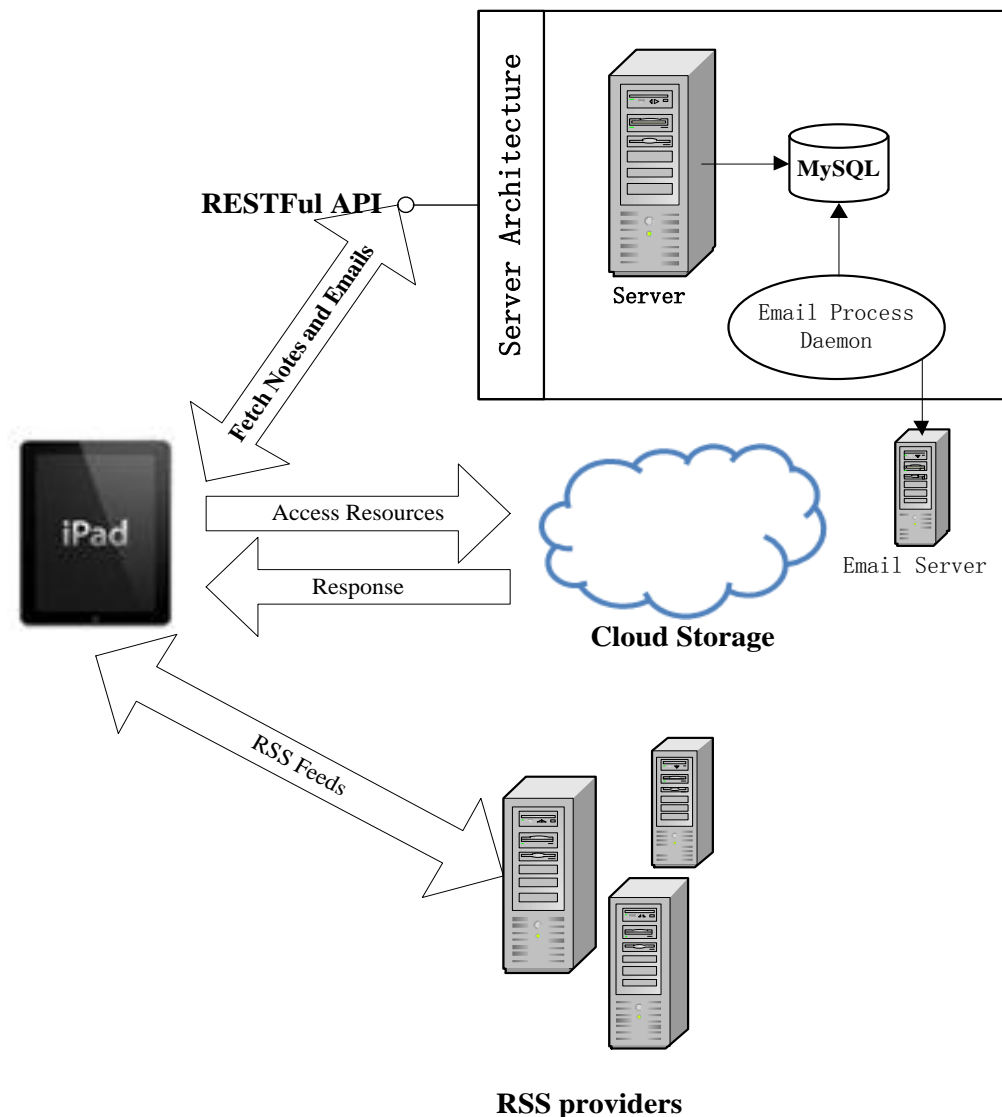 Server Architecture
MySQL
RESTFul API
Server
Email Process
Daemon
Fetch Notes and Emails
iPad
Access Resources
Response
Email Server
Cloud Storage
RSS Feeds
RSS providers